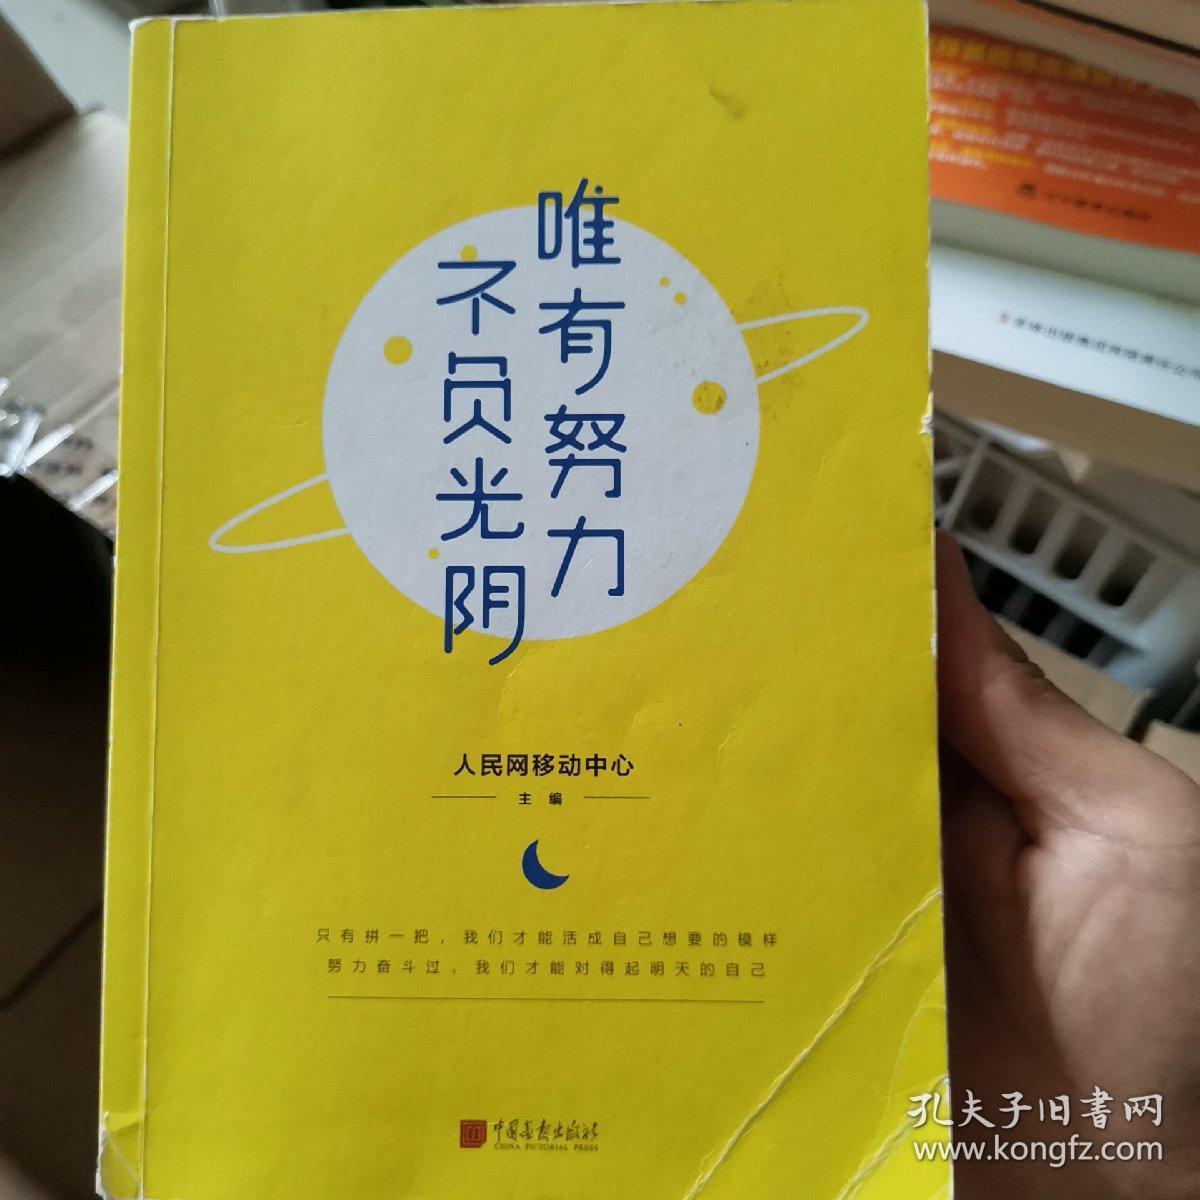 唯有努力
不负光阴
人民网移动中心
主编
只有拼一把，我们才能活成自己想要的模样
努力奋斗过，我们才能对得起明天的自己
中国画报出版社
CHINA PICTORIAL PRESS
孔夫子旧書网
www.kongfz.com